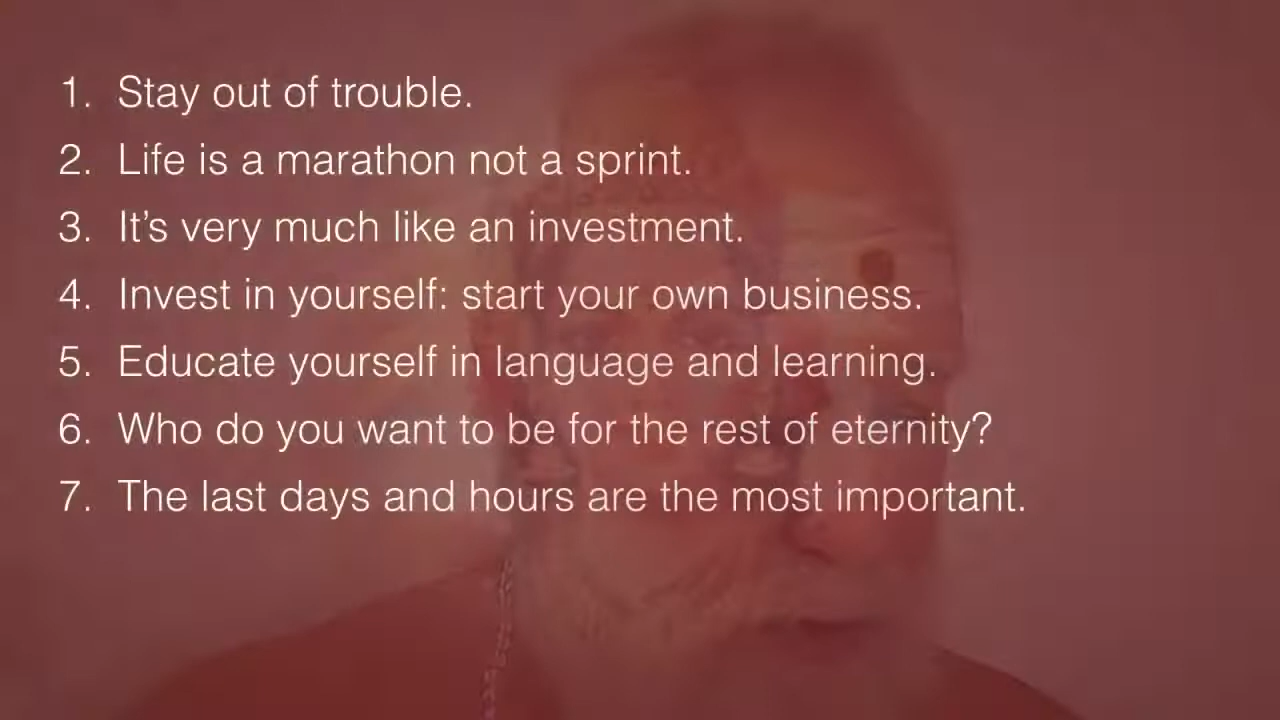 1. Stay out of trouble.
2. Life is a marathon not a sprint.
3. It's very much like an investment.
4. Invest in yourself: start your own business.
5. Educate yourself in language and learning.
6. Who do you want to be for the rest of eternity?
7. The last days and hours are the most important.